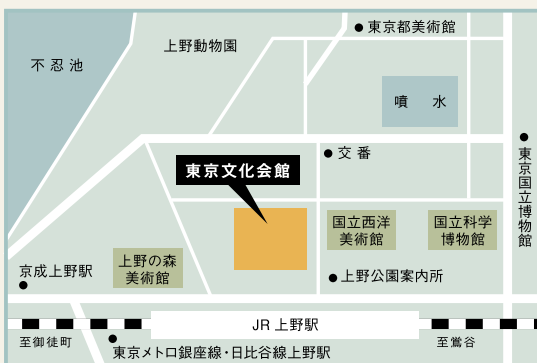 東京都美術館
上野動物園
不忍池
噴 水
交番
東京国立博物館
東京文化会館
国立西洋
美術館
国立科学
博物館
上野の森
美術館
京成上野駅
上野公園案内所
JR 上野駅
至御徒町
至鶯谷
東京メトロ銀座線・日比谷線上野駅